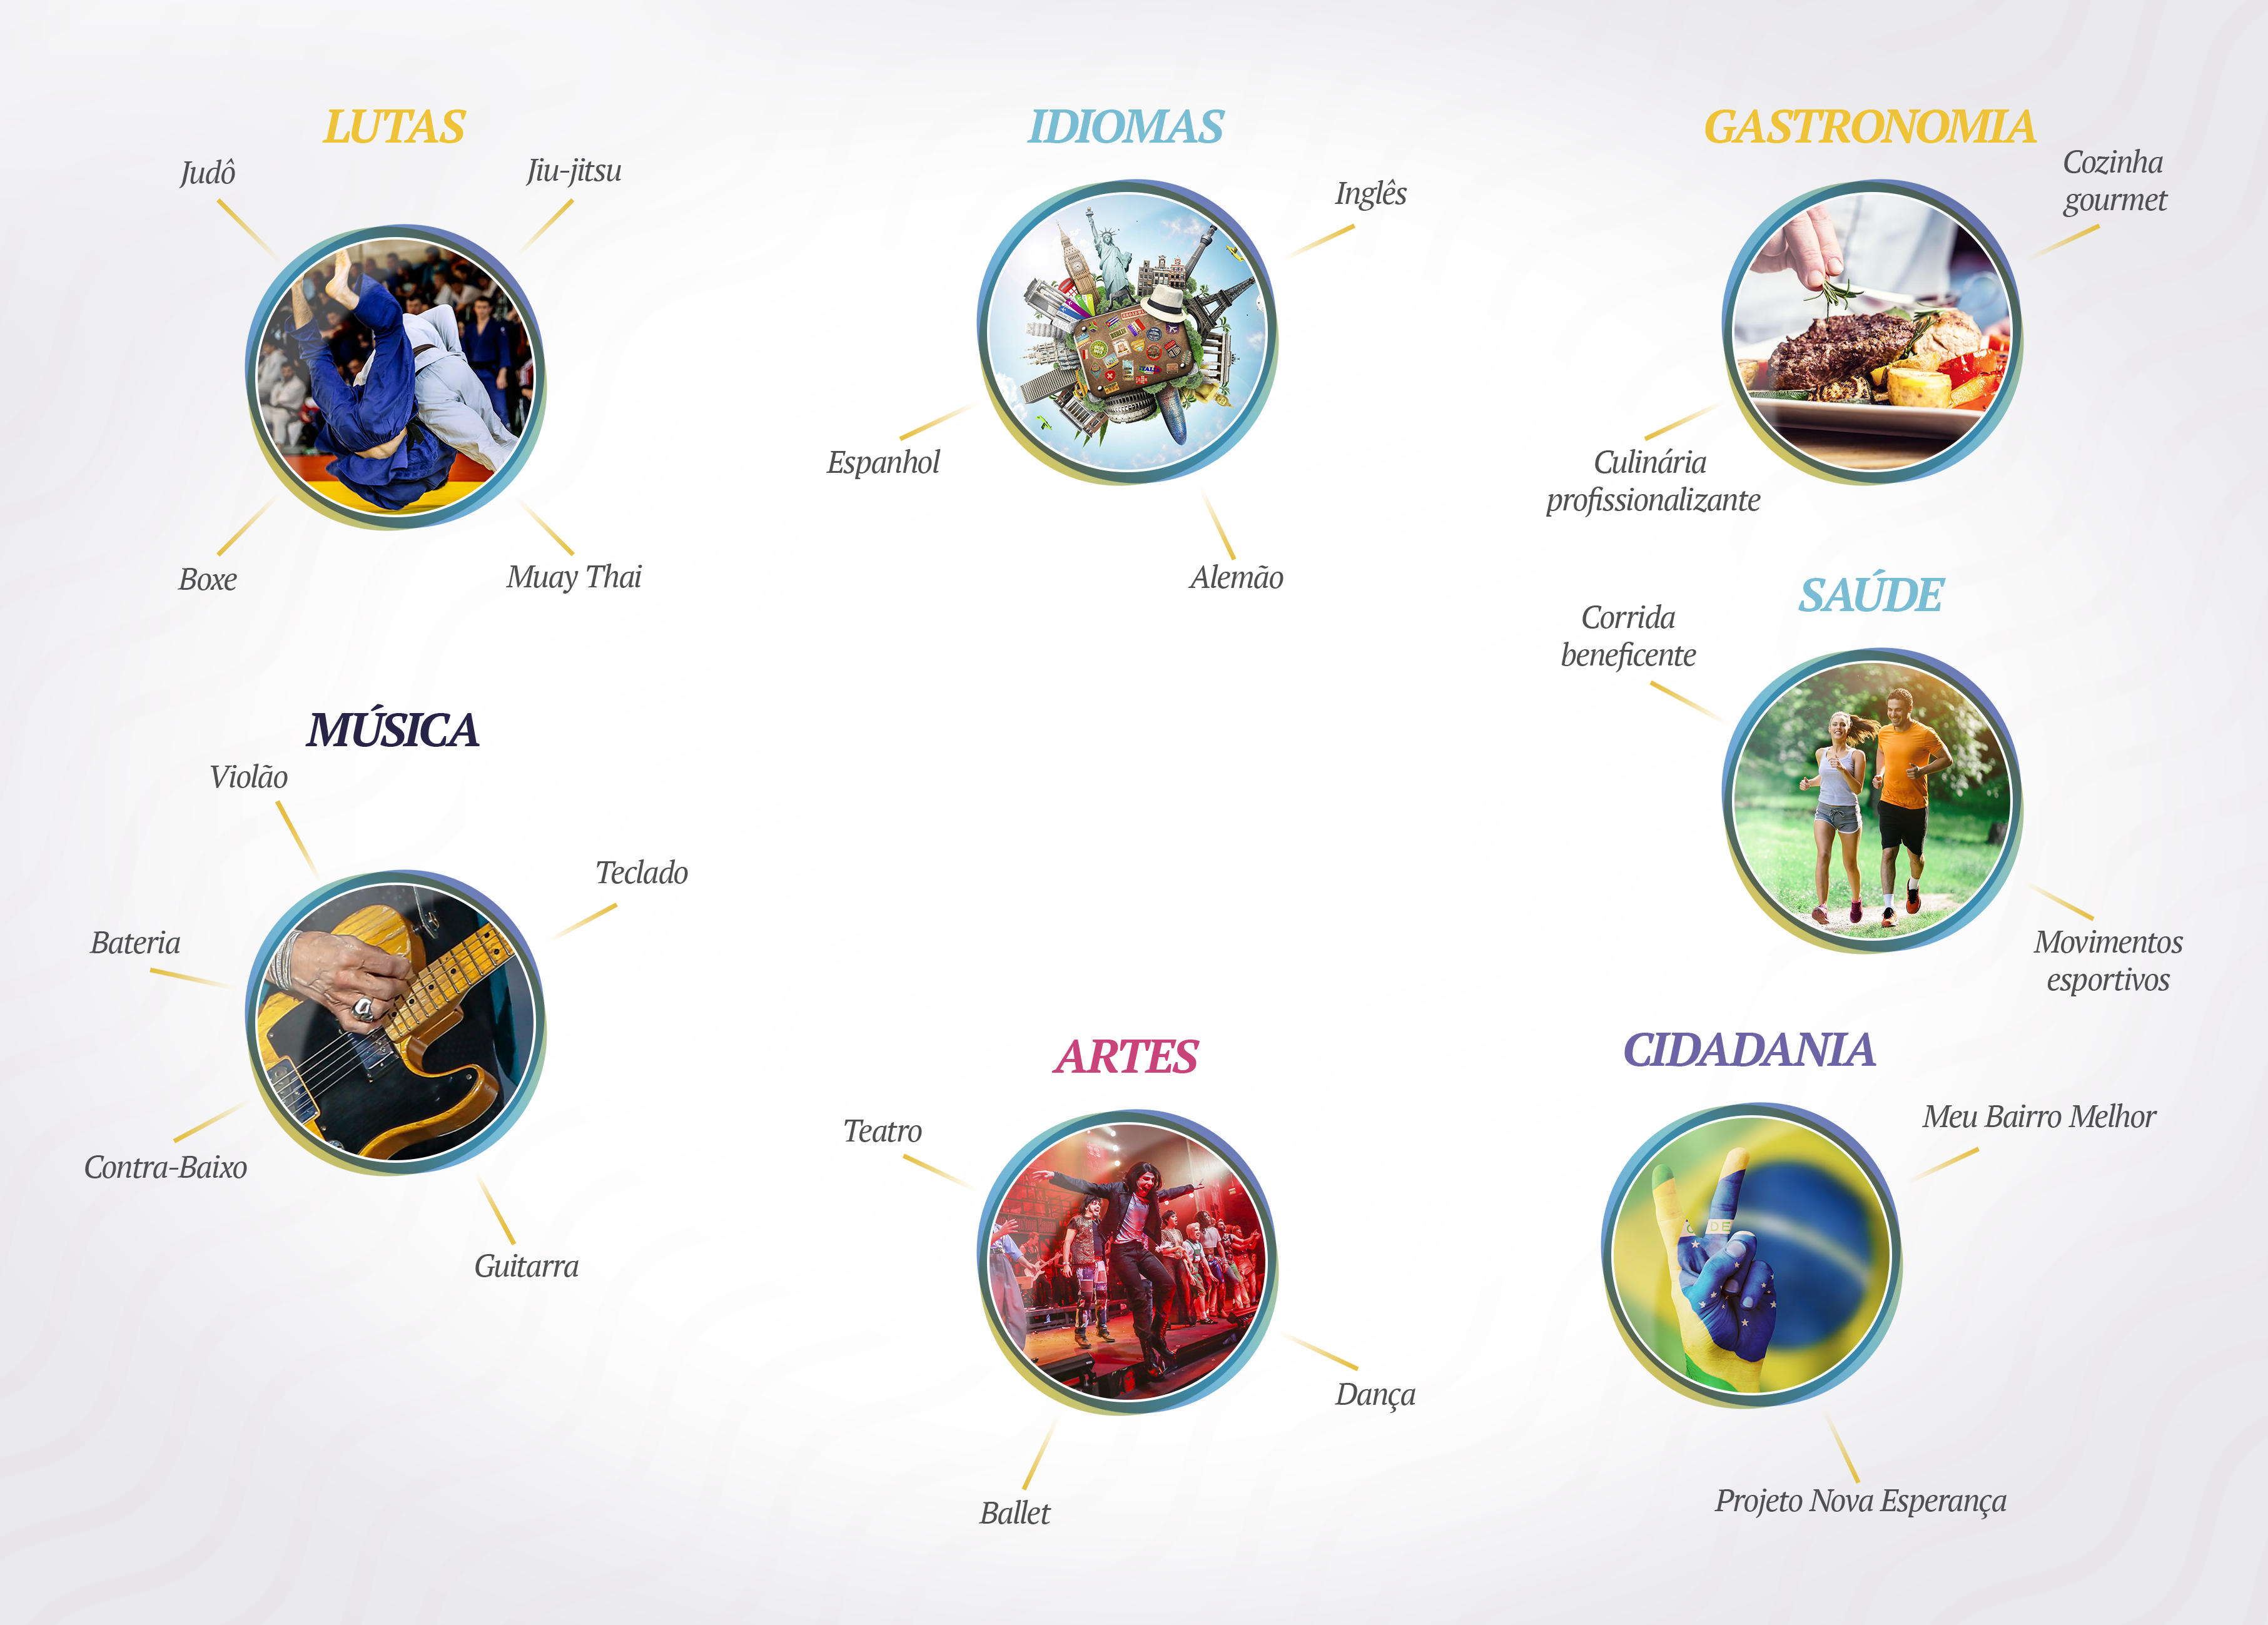 LUTAS
Judô
Jiu-jitsu
Boxe
Muay Thai
IDIOMAS
Inglês
Espanhol
Alemão
GASTRONOMIA
Cozinha
gourmet
Culinária
profissionalizante
SAÚDE
Corrida
beneficente
Movimentos
esportivos
MÚSICA
Violão
Teclado
Bateria
Contra-Baixo
Guitarra
ARTES
Teatro
Dança
Ballet
CIDADANIA
Meu Bairro Melhor
DE
Projeto Nova Esperança